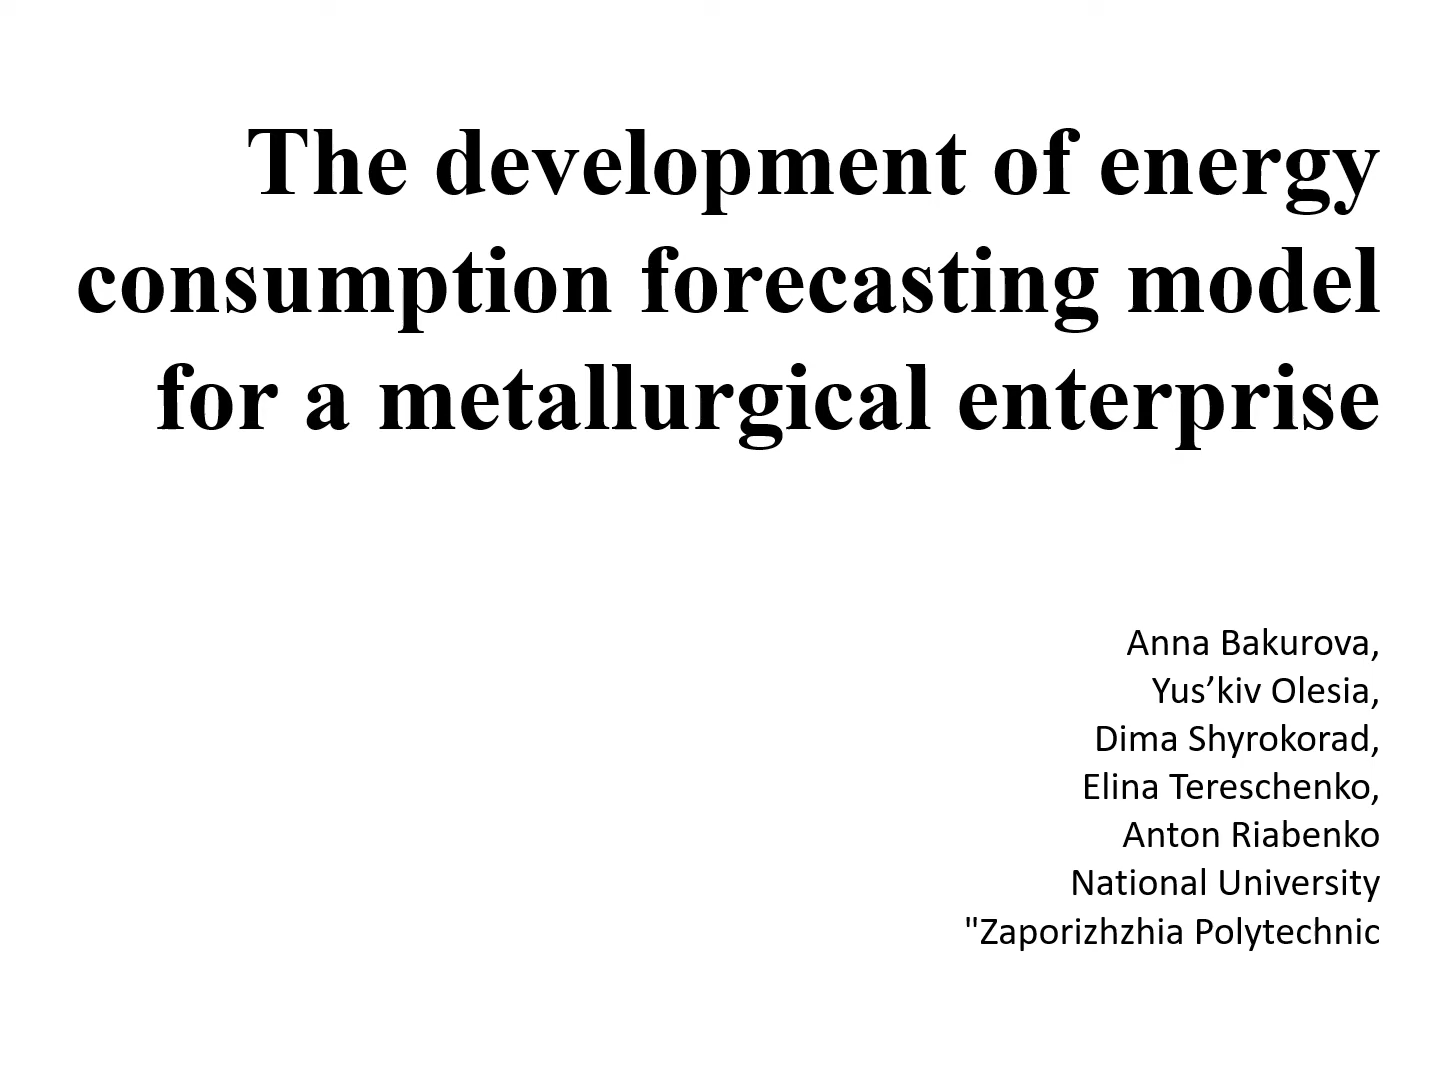 The development of energy
consumption forecasting model
for a metallurgical enterprise
Anna Bakurova,
Yus’kiv Olesia,
Dima Shyrokorad,
Elina Tereschenko,
Anton Riabenko
National University
"Zaporizhzhia Polytechnic